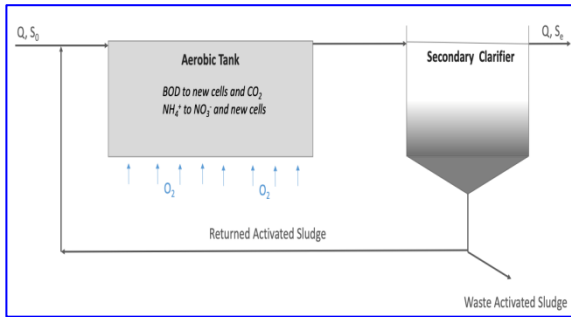 Q, S₀
Q, Sₑ
Aerobic Tank
Secondary Clarifier
BOD to new cells and CO₂
NH₄⁺ to NO₃⁻ and new cells
O₂
O₂
Returned Activated Sludge
Waste Activated Sludge